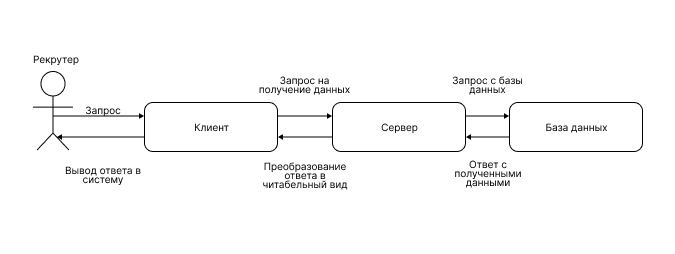 Рекрутер
Запрос
Клиент
Запрос на
получение данных
Сервер
Запрос с базы
данных
База данных
Вывод ответа в
систему
Преобразование
ответа в
читабельный вид
Ответ с
полученными
данными